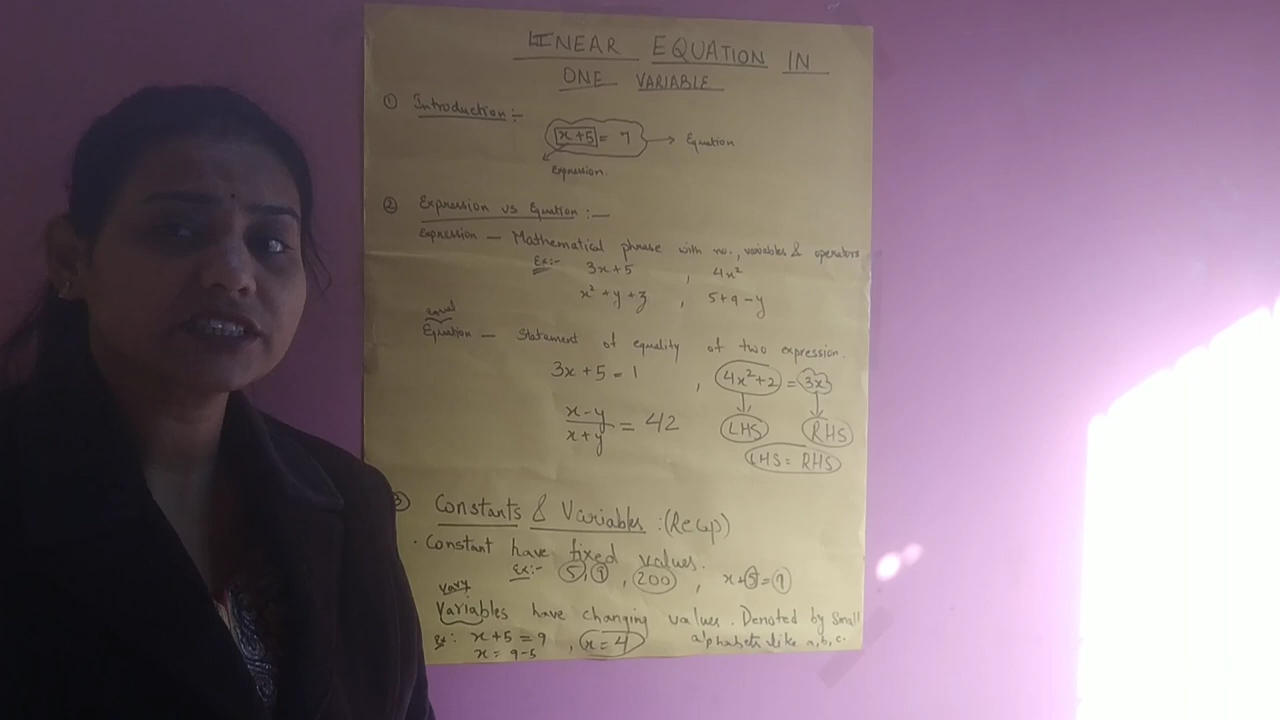 LINEAR EQUATION IN
ONE VARIABLE
① Introduction :-
x+5 = 9 → Equation
Expression.
② Expression vs Equation :—
Expression — Mathematical phrase with no., variables & operators
Ex:- 3x+5 , 4x²
x² + y + z , 5+9-y
equal
Equation — Statement of equality of two expression.
3x + 5 = 1 , 4x²+2 = 3x
x-y/x+y = 42 LHS RHS
LHS = RHS
3 Constants & Variables :(Recap)
· Constant have fixed values.
Ex:- 5, 9 , 200 , x+5=9
vary
Variables have changing values. Denoted by small
alphabets like a, b, c.
Ex: x+5 = 9 , x = 4
x = 9-5